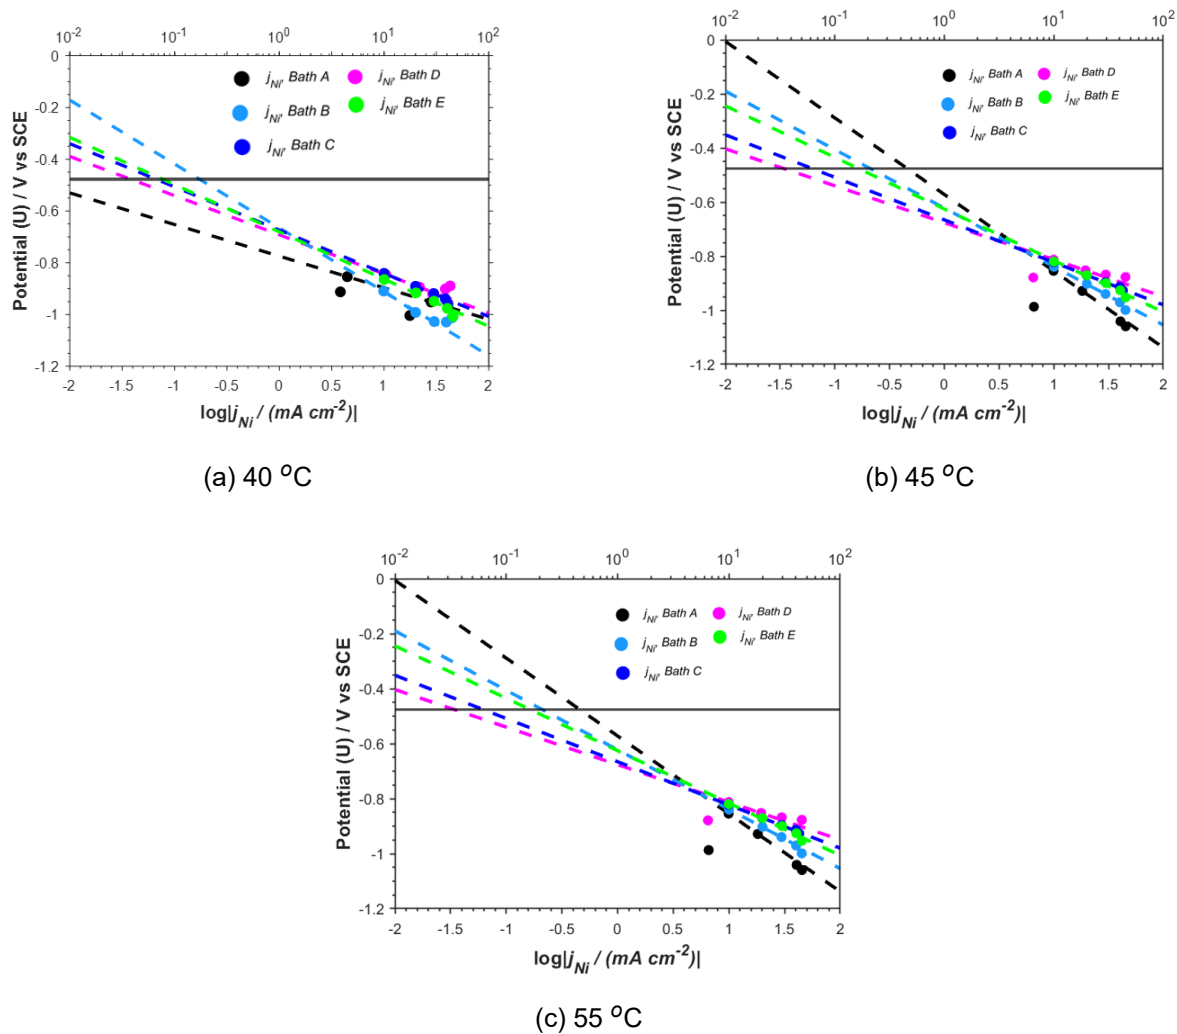 10⁻² 10⁻¹ 10⁰ 10¹ 10²
0
-0.2
-0.4
-0.6
-0.8
-1
-1.2
Potential (U) / V vs SCE
j_Ni, Bath A j_Ni, Bath D
j_Ni, Bath B j_Ni, Bath E
j_Ni, Bath C
-2 -1.5 -1 -0.5 0 0.5 1 1.5 2
log|j_Ni / (mA cm⁻²)|
(a) 40 °C
10⁻² 10⁻¹ 10⁰ 10¹ 10²
0
-0.2
-0.4
-0.6
-0.8
-1
-1.2
Potential (U) / V vs SCE
j_Ni, Bath A j_Ni, Bath D
j_Ni, Bath B j_Ni, Bath E
j_Ni, Bath C
-2 -1.5 -1 -0.5 0 0.5 1 1.5 2
log|j_Ni / (mA cm⁻²)|
(b) 45 °C
10⁻² 10⁻¹ 10⁰ 10¹ 10²
0
-0.2
-0.4
-0.6
-0.8
-1
-1.2
Potential (U) / V vs SCE
j_Ni, Bath A j_Ni, Bath D
j_Ni, Bath B j_Ni, Bath E
j_Ni, Bath C
-2 -1.5 -1 -0.5 0 0.5 1 1.5 2
log|j_Ni / (mA cm⁻²)|
(c) 55 °C